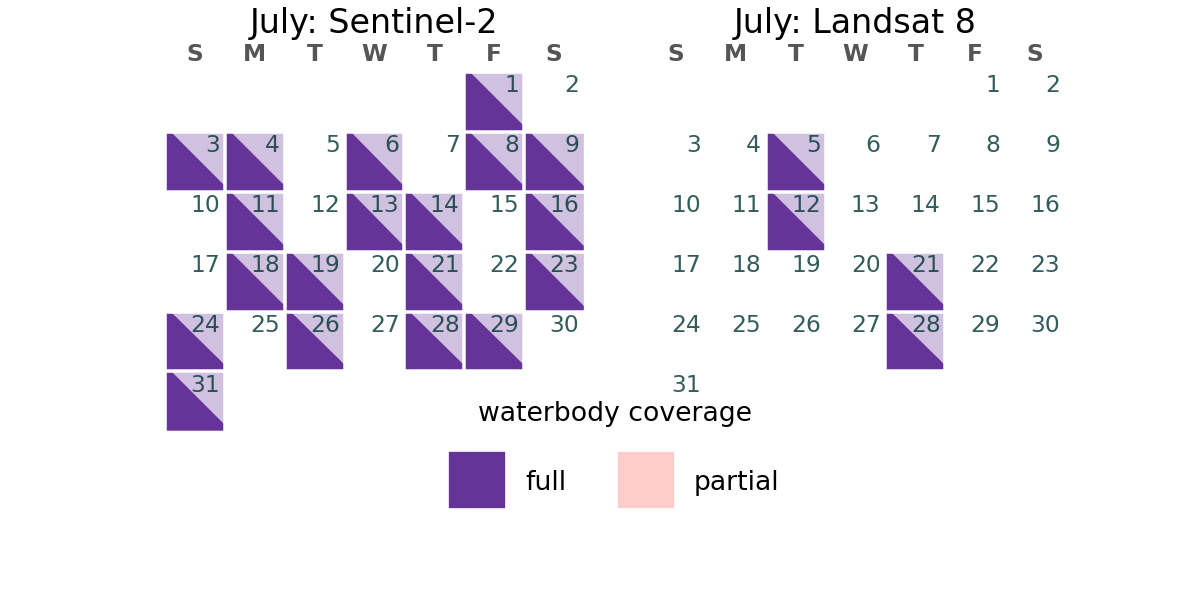 July: Sentinel-2
S M T W T F S
1 2
3 4 5 6 7 8 9
10 11 12 13 14 15 16
17 18 19 20 21 22 23
24 25 26 27 28 29 30
31
July: Landsat 8
S M T W T F S
1 2
3 4 5 6 7 8 9
10 11 12 13 14 15 16
17 18 19 20 21 22 23
24 25 26 27 28 29 30
31
waterbody coverage
full partial